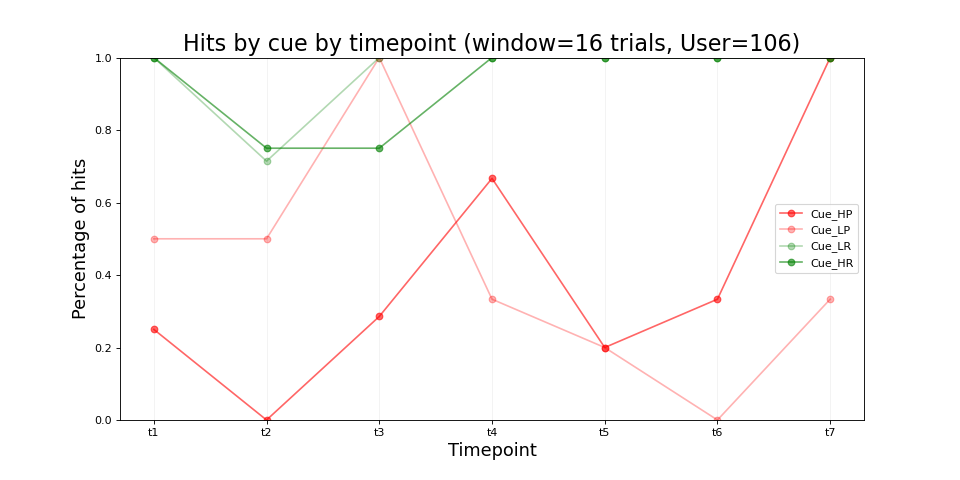 Hits by cue by timepoint (window=16 trials, User=106)
1.0
0.8
0.6
0.4
0.2
0.0
Percentage of hits
Cue_HP
Cue_LP
Cue_LR
Cue_HR
t1 t2 t3 t4 t5 t6 t7
Timepoint